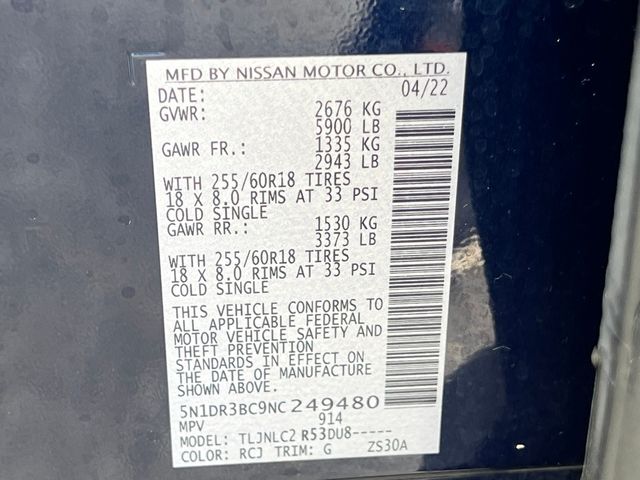 MFD BY NISSAN MOTOR CO., LTD.
DATE: 04/22
GVWR: 2676 KG
5900 LB
GAWR FR.: 1335 KG
2943 LB
WITH 255/60R18 TIRES
18 X 8.0 RIMS AT 33 PSI
COLD SINGLE
GAWR RR.: 1530 KG
3373 LB
WITH 255/60R18 TIRES
18 X 8.0 RIMS AT 33 PSI
COLD SINGLE
THIS VEHICLE CONFORMS TO
ALL APPLICABLE FEDERAL
MOTOR VEHICLE SAFETY AND
THEFT PREVENTION
STANDARDS IN EFFECT ON
THE DATE OF MANUFACTURE
SHOWN ABOVE.
5N1DR3BC9NC249480
MPV 914
MODEL: TLJNLC2 R53DU8-----
COLOR: RCJ TRIM: G ZS30A